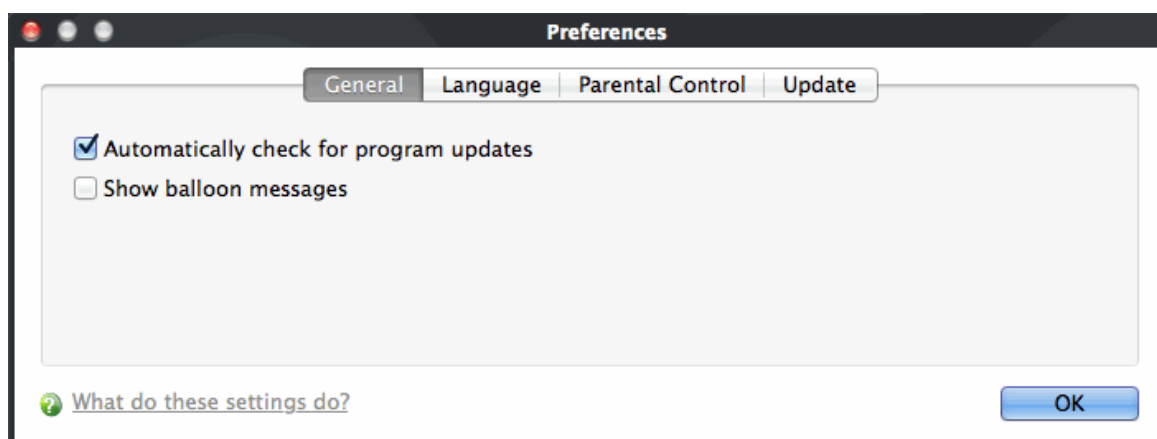 Preferences
General Language Parental Control Update
Automatically check for program updates
Show balloon messages
What do these settings do? OK